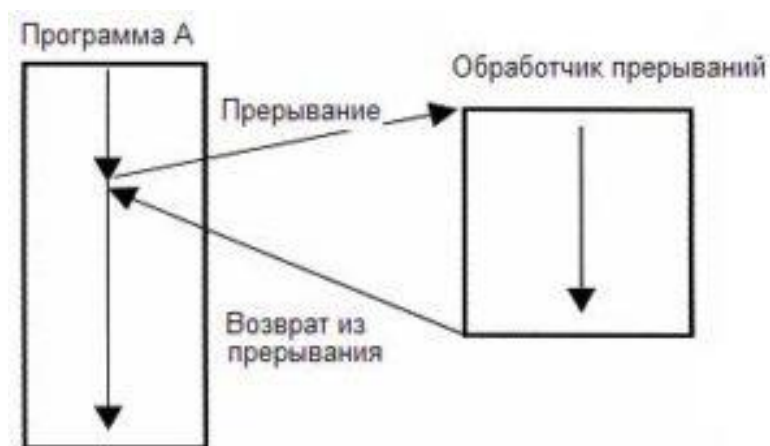 Программа А
Обработчик прерываний
Прерывание
Возврат из
прерывания